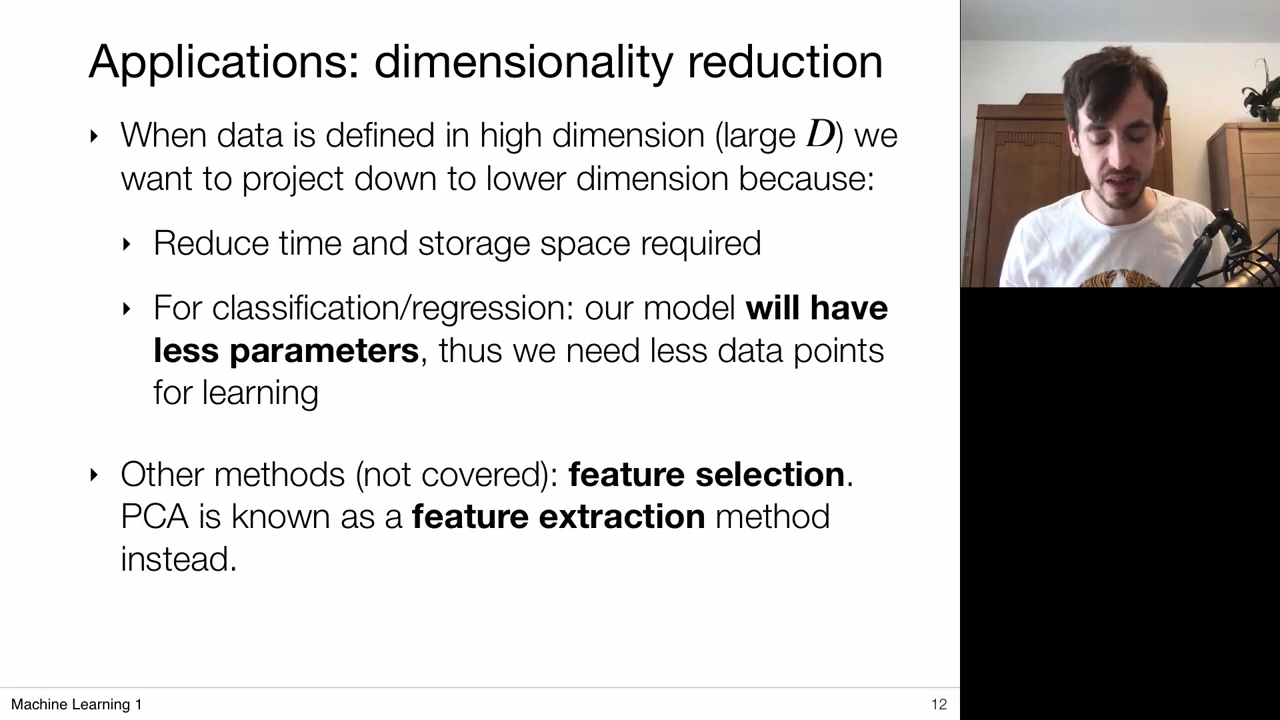 Applications: dimensionality reduction
‣ When data is defined in high dimension (large D) we
want to project down to lower dimension because:
‣ Reduce time and storage space required
‣ For classification/regression: our model will have
less parameters, thus we need less data points
for learning
‣ Other methods (not covered): feature selection.
PCA is known as a feature extraction method
instead.
Machine Learning 1
12